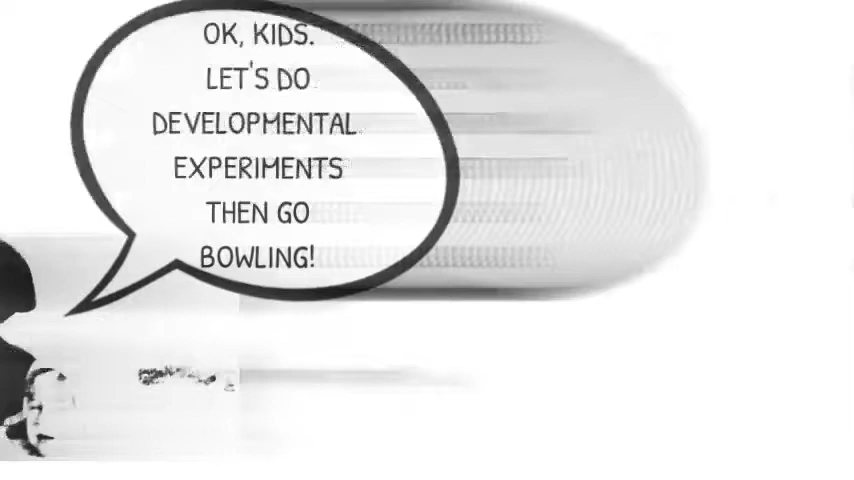 OK, KIDS.
LET'S DO
DEVELOPMENTAL
EXPERIMENTS
THEN GO
BOWLING!